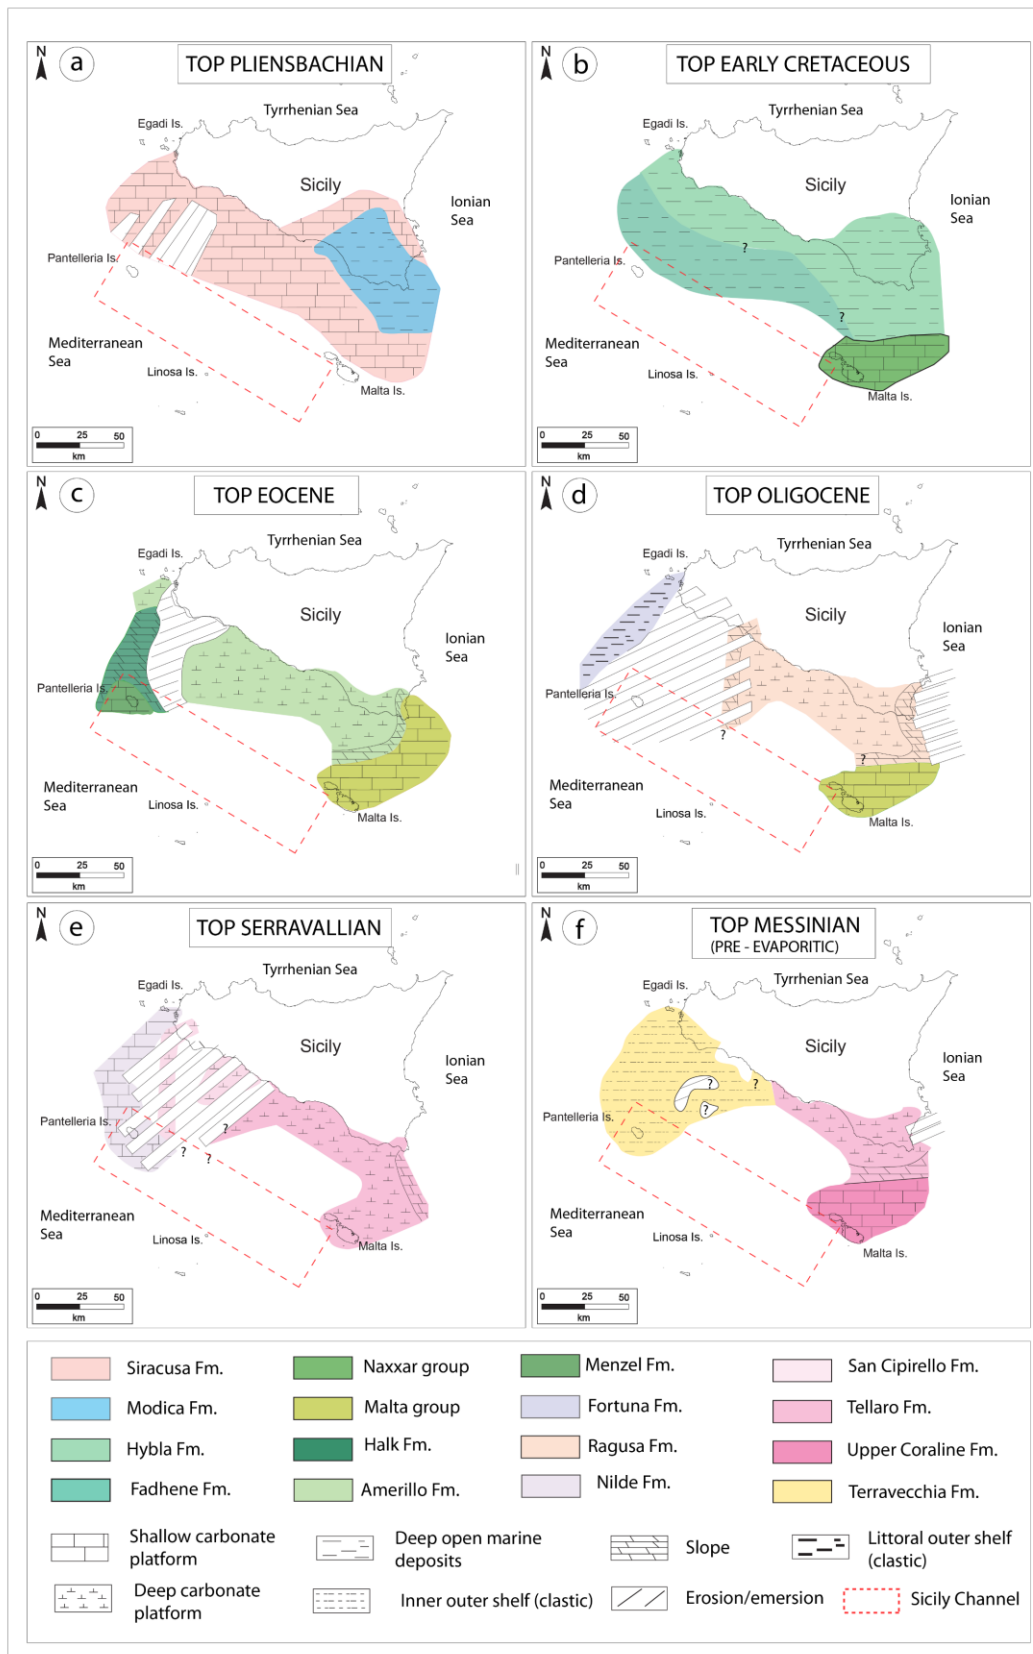 N
a
TOP PLIENSBACHIAN
Tyrrhenian Sea
Egadi Is.
Sicily
Ionian
Sea
Pantelleria Is.
Mediterranean
Sea
Linosa Is.
Malta Is.
0 25 50
km
N
b
TOP EARLY CRETACEOUS
Tyrrhenian Sea
Egadi Is.
Sicily
Ionian
Sea
?
Pantelleria Is.
?
Mediterranean
Sea
Linosa Is.
Malta Is.
0 25 50
km
N
c
TOP EOCENE
Tyrrhenian Sea
Egadi Is.
Sicily
Ionian
Sea
Pantelleria Is.
Mediterranean
Sea
Linosa Is.
Malta Is.
0 25 50
km
N
d
TOP OLIGOCENE
Tyrrhenian Sea
Egadi Is.
Sicily
Ionian
Sea
Pantelleria Is.
?
?
Mediterranean
Sea
Linosa Is.
Malta Is.
0 25 50
km
N
e
TOP SERRAVALLIAN
Tyrrhenian Sea
Egadi Is.
Sicily
Ionian
Sea
Pantelleria Is.
?
?
?
Mediterranean
Sea
Linosa Is.
Malta Is.
0 25 50
km
N
f
TOP MESSINIAN
(PRE - EVAPORITIC)
Tyrrhenian Sea
Egadi Is.
Sicily
Ionian
Sea
?
?
?
Pantelleria Is.
Mediterranean
Sea
Linosa Is.
Malta Is.
0 25 50
km
Siracusa Fm.
Naxxar group
Menzel Fm.
San Cipirello Fm.
Modica Fm.
Malta group
Fortuna Fm.
Tellaro Fm.
Hybla Fm.
Halk Fm.
Ragusa Fm.
Upper Coraline Fm.
Fadhene Fm.
Amerillo Fm.
Nilde Fm.
Terravecchia Fm.
Shallow carbonate
platform
Deep open marine
deposits
Slope
Littoral outer shelf
(clastic)
Deep carbonate
platform
Inner outer shelf (clastic)
Erosion/emersion
Sicily Channel